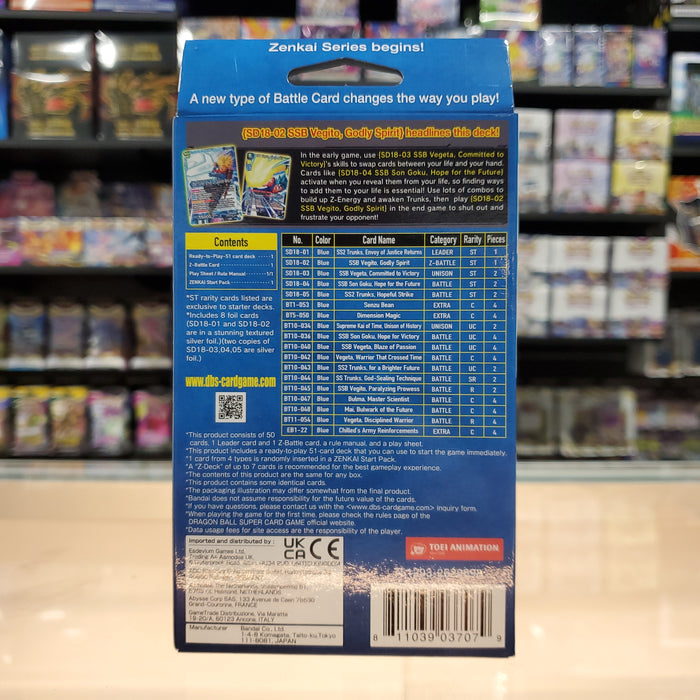 Zenkai Series begins!
A new type of Battle Card changes the way you play!
{SD18-02 SSB Vegito, Godly Spirit} headlines this deck!
In the early game, use {SD18-03 SSB Vegeta, Committed to
Victory}'s skills to swap cards between your life and your hand.
Cards like {SD18-04 SSB Son Goku, Hope for the Future}
activate when you reveal them from your life, so finding ways
to add them to your life is essential! Use lots of combos to
build up Z-Energy and awaken Trunks, then play {SD18-02
SSB Vegito, Godly Spirit} in the end game to shut out and
frustrate your opponent!
Contents
Ready-to-Play-51 card deck ····· 1
Z-Battle Card ····· 1
Play Sheet / Rule Manual ····· 1/1
ZENKAI Start Pack ····· 1
*ST rarity cards listed are
exclusive to starter decks.
*Includes 8 foil cards
(SD18-01 and SD18-02
are in a stunning textured
silver foil.)(two copies of
SD18-03,04,05 are silver
foil.)
www.dbs-cardgame.com
No. Color Card Name Category Rarity Pieces
SD18-01 Blue SS2 Trunks, Envoy of Justice Returns LEADER ST 1
SD18-02 Blue SSB Vegito, Godly Spirit Z-BATTLE ST 1
SD18-03 Blue SSB Vegeta, Committed to Victory UNISON ST 2
SD18-04 Blue SSB Son Goku, Hope for the Future BATTLE ST 2
SD18-05 Blue SS2 Trunks, Hopeful Strike BATTLE ST 2
BT1-053 Blue Senzu Bean EXTRA C 4
BT5-050 Blue Dimension Magic EXTRA C 4
BT10-034 Blue Supreme Kai of Time, Unison of History UNISON UC 2
BT10-036 Blue SSB Son Goku, Hope for Victory BATTLE UC 4
BT10-040 Blue SSB Vegeta, Blaze of Passion BATTLE UC 4
BT10-042 Blue Vegeta, Warrior That Crossed Time BATTLE C 4
BT10-043 Blue SS2 Trunks, for a Brighter Future BATTLE UC 2
BT10-044 Blue SS Trunks, God-Sealing Technique BATTLE SR 2
BT10-045 Blue SSB Vegito, Paralyzing Prowess BATTLE R 2
BT10-047 Blue Bulma, Master Scientist BATTLE C 4
BT10-048 Blue Mai, Bulwark of the Future BATTLE C 4
BT11-054 Blue Vegeta, Disciplined Warrior BATTLE R 4
EB1-22 Blue Chilled's Army Reinforcements EXTRA C 4
*This product consists of 50
cards, 1 Leader card and 1 Z-Battle card, a rule manual, and a play sheet.
*This product includes a ready-to-play 51-card deck that you can use to start the game immediately.
1 card from 4 types is randomly inserted in a ZENKAI Start Pack.
*A "Z-Deck" of up to 7 cards is recommended for the best gameplay experience.
*The contents of this product are the same for any box.
*This product contains some identical cards.
*The packaging illustration may differ somewhat from the final product.
*Bandai does not assume responsibility for the future value of the cards.
*If you have questions, please contact us with the <www.dbs-cardgame.com> inquiry form.
*When playing the game for the first time, please check the rules page of the
DRAGON BALL SUPER CARD GAME official website.
*Data usage fees for site access are the responsibility of the player.
Imported and distributed by
Esdevium Games Ltd.
Trading As Asmodee UK,
UK CA CE
TOEI ANIMATION
5705 GE Helmond, NETHERLANDS
Abysse Corp SAS, 133 Avenue de Caen 76530
Grand-Couronne, FRANCE
GameTrade Distribuzione, Via Marietta
19-20/A, 60123 Ancona, ITALY
Manufacturer
Bandai Co., Ltd.
1-4-8 Komagata, Taito-ku,Tokyo
111-8081, JAPAN
8 11039 03707 9